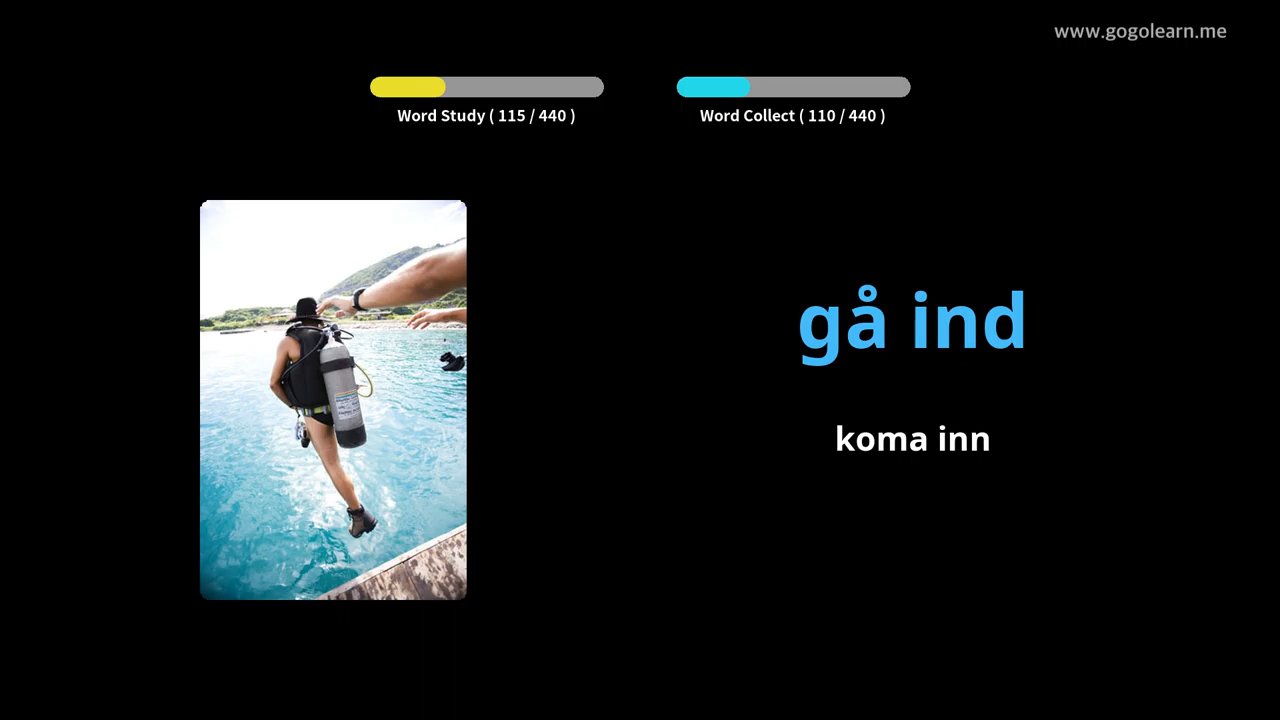 www.gogolearn.me
Word Study ( 115 / 440 )
Word Collect ( 110 / 440 )
gå ind
koma inn